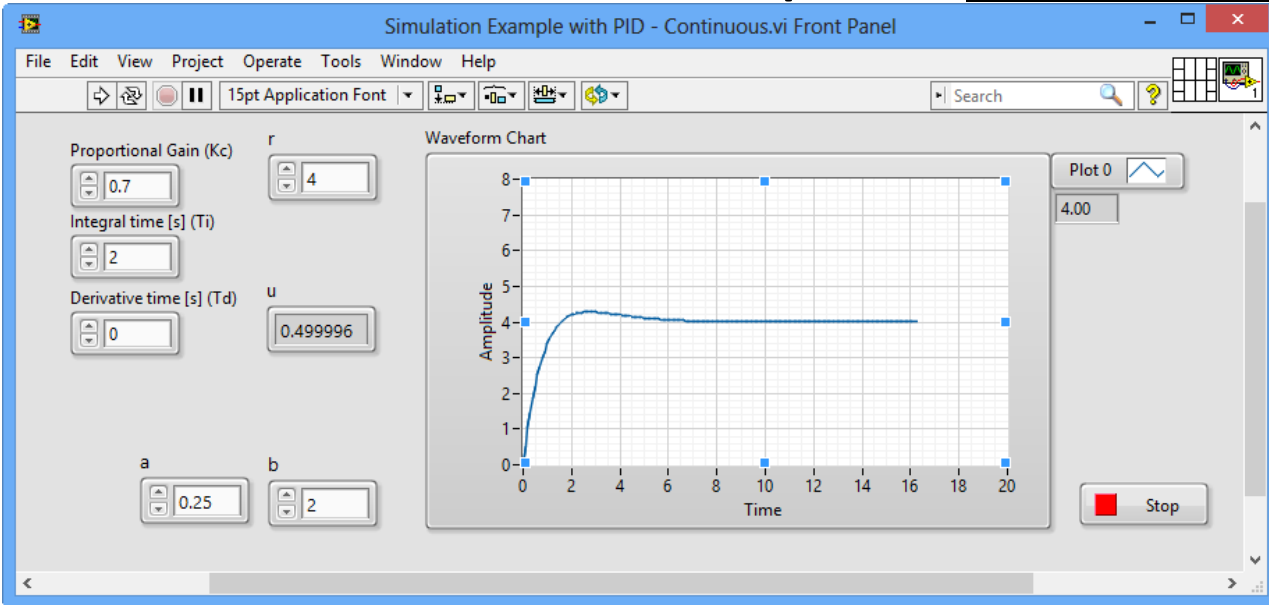 Simulation Example with PID - Continuous.vi Front Panel
File Edit View Project Operate Tools Window Help
15pt Application Font
Search
1
Proportional Gain (Kc)
0.7
r
4
Integral time [s] (Ti)
2
Derivative time [s] (Td)
0
u
0.499996
a
0.25
b
2
Waveform Chart
Plot 0
4.00
Amplitude
8
7
6
5
4
3
2
1
0
0 2 4 6 8 10 12 14 16 18 20
Time
Stop